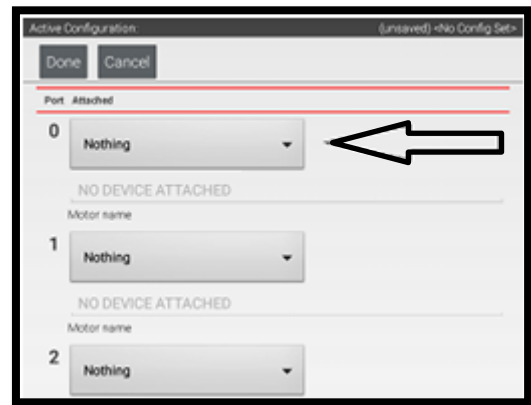 Active Configuration: (unsaved) <No Config Set>
Done Cancel
Port Attached
0 Nothing
NO DEVICE ATTACHED
Motor name
1 Nothing
NO DEVICE ATTACHED
Motor name
2 Nothing